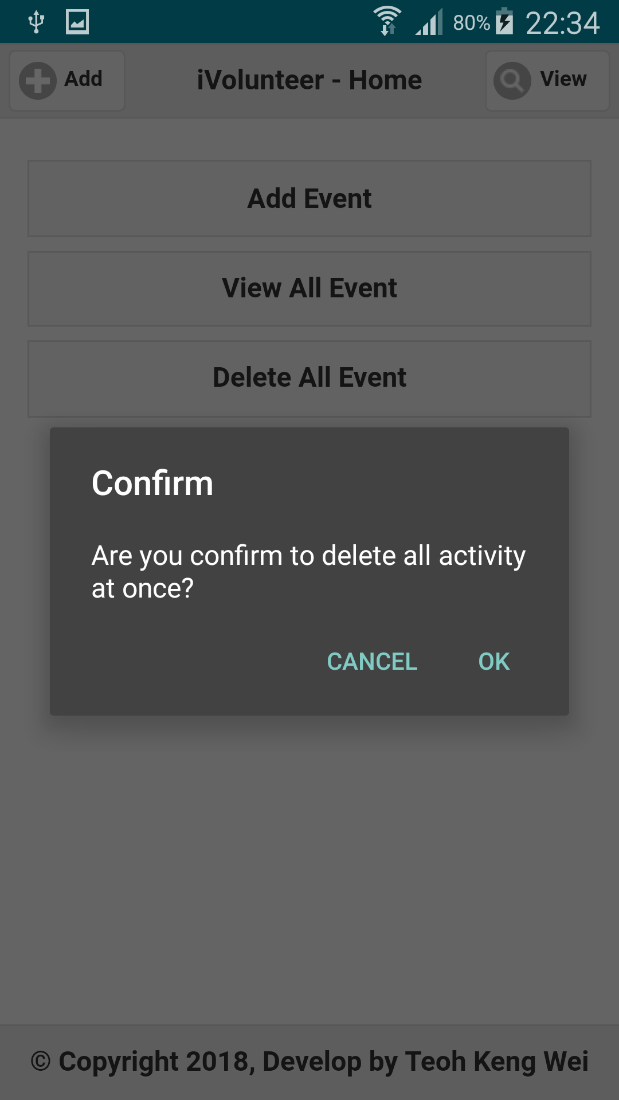 80% 22:34
Add iVolunteer - Home View
Add Event
View All Event
Delete All Event
Confirm
Are you confirm to delete all activity
at once?
CANCEL OK
© Copyright 2018, Develop by Teoh Keng Wei